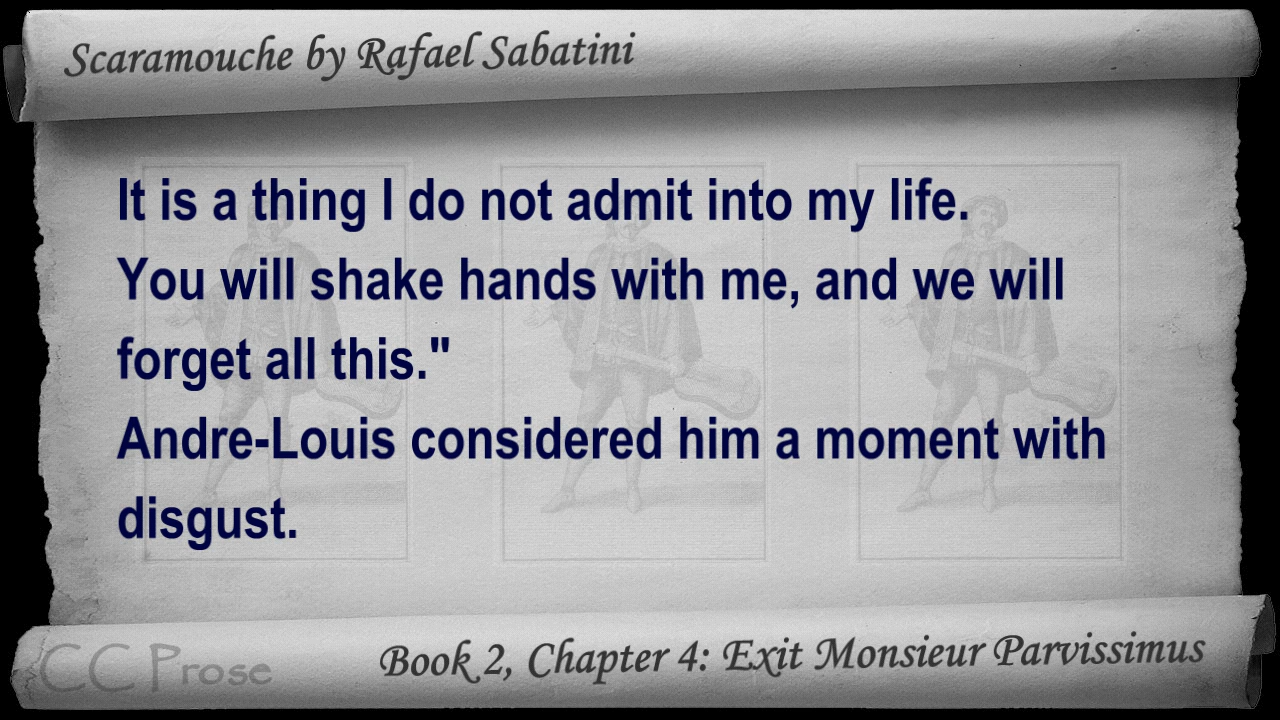 Scaramouche by Rafael Sabatini
It is a thing I do not admit into my life.
You will shake hands with me, and we will
forget all this."
Andre-Louis considered him a moment with
disgust.
CC Prose
Book 2, Chapter 4: Exit Monsieur Parvissimus